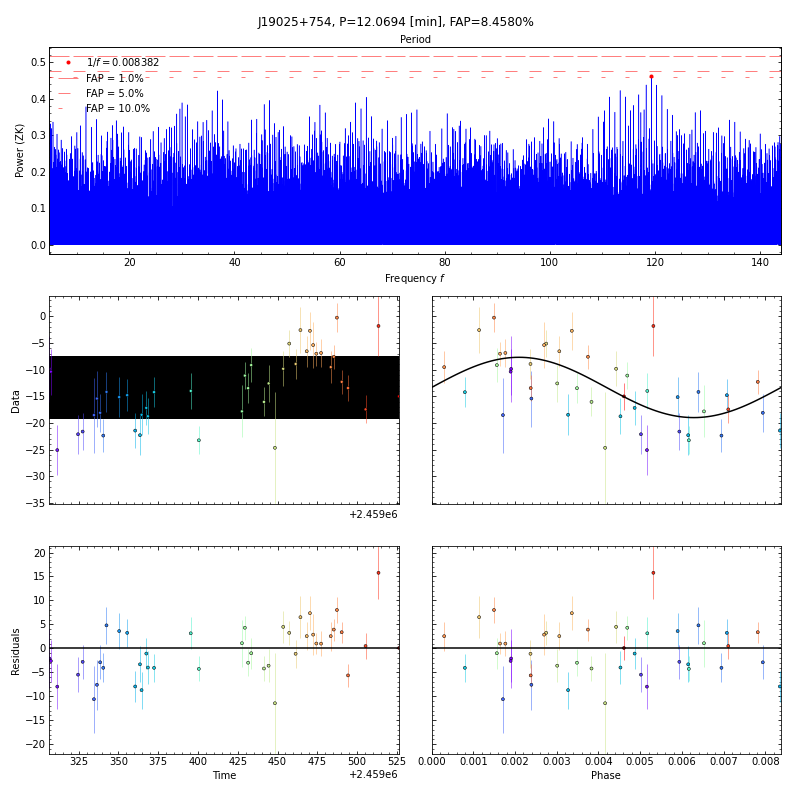 J19025+754, P=12.0694 [min], FAP=8.4580%
Period
1/f = 0.008382
FAP = 1.0%
FAP = 5.0%
FAP = 10.0%
Power (ZK)
0.5
0.4
0.3
0.2
0.1
0.0
20 40 60 80 100 120 140
Frequency f
Data
0
−5
−10
−15
−20
−25
−30
−35
+2.459e6
Residuals
20
15
10
5
0
−5
−10
−15
−20
325 350 375 400 425 450 475 500 525
Time
+2.459e6
0.000 0.001 0.002 0.003 0.004 0.005 0.006 0.007 0.008
Phase